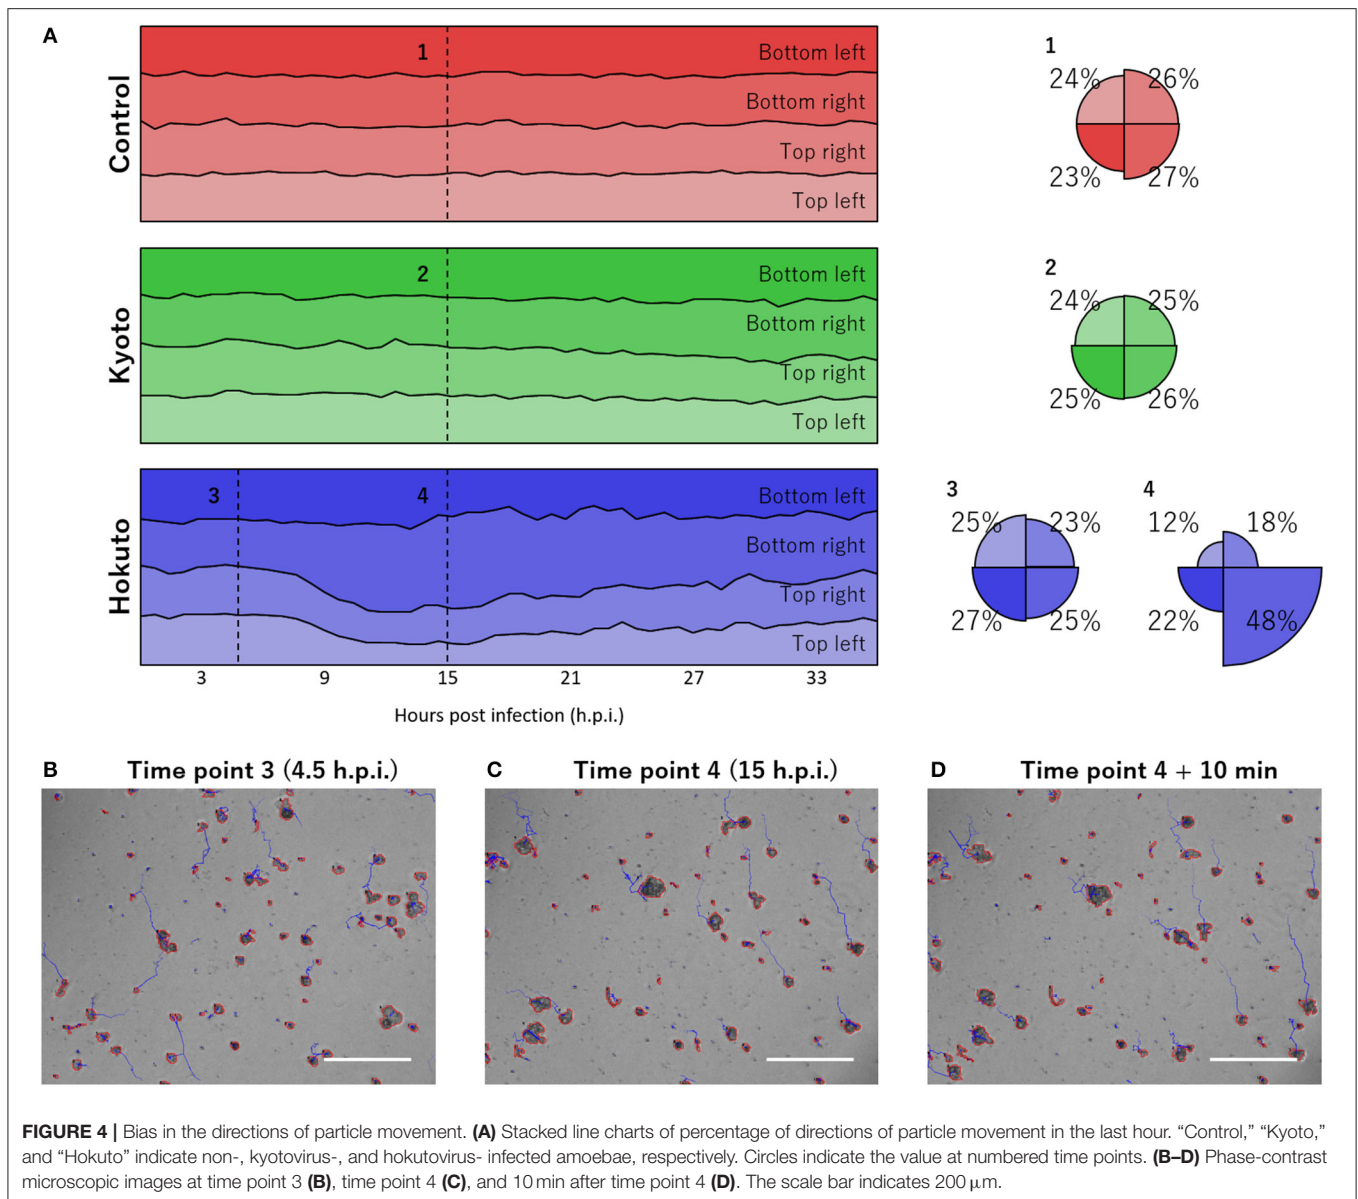 A
Control
1
Bottom left
Bottom right
Top right
Top left
1
24% 26%
23% 27%
Kyoto
2
Bottom left
Bottom right
Top right
Top left
2
24% 25%
25% 26%
Hokuto
3 4
Bottom left
Bottom right
Top right
Top left
3
25% 23%
27% 25%
4
12% 18%
22% 48%
3 9 15 21 27 33
Hours post infection (h.p.i.)
B Time point 3 (4.5 h.p.i.)
C Time point 4 (15 h.p.i.)
D Time point 4 + 10 min
FIGURE 4 | Bias in the directions of particle movement. (A) Stacked line charts of percentage of directions of particle movement in the last hour. “Control,” “Kyoto,”
and “Hokuto” indicate non-, kyotovirus-, and hokutovirus- infected amoebae, respectively. Circles indicate the value at numbered time points. (B–D) Phase-contrast
microscopic images at time point 3 (B), time point 4 (C), and 10 min after time point 4 (D). The scale bar indicates 200 μm.